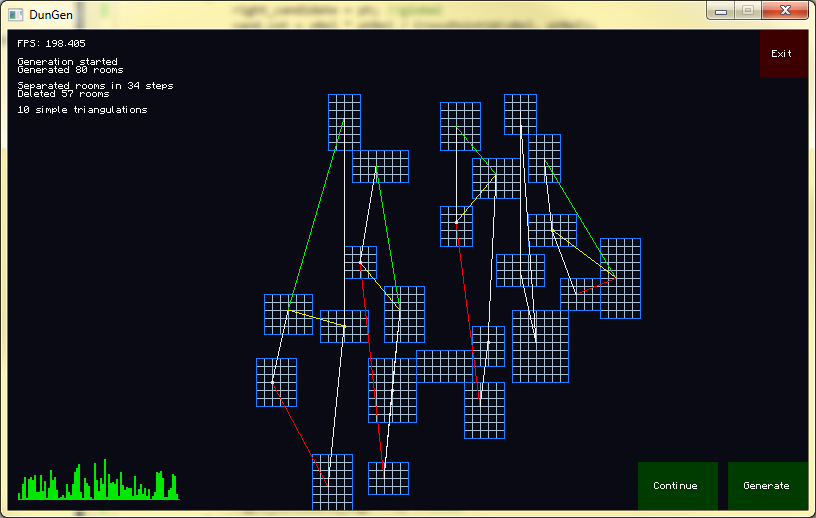 DunGen
FPS: 198.405
Exit
Generation started
Generated 80 rooms
Separated rooms in 34 steps
Deleted 57 rooms
10 simple triangulations
Continue
Generate